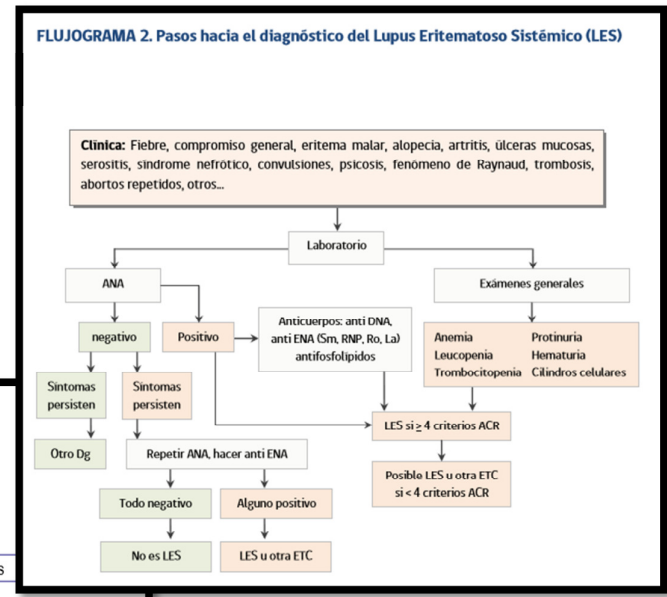 FLUJOGRAMA 2. Pasos hacia el diagnóstico del Lupus Eritematoso Sistémico (LES)
Clínica: Fiebre, compromiso general, eritema malar, alopecia, artritis, úlceras mucosas,
serositis, síndrome nefrótico, convulsiones, psicosis, fenómeno de Raynaud, trombosis,
abortos repetidos, otros...
Laboratorio
ANA
Exámenes generales
negativo
Positivo
Anticuerpos: anti DNA,
anti ENA (Sm, RNP, Ro, La)
antifosfolípidos
Anemia Protinuria
Leucopenia Hematuria
Trombocitopenia Cilindros celulares
Síntomas
persisten
Síntomas
persisten
LES si ≥ 4 criterios ACR
Otro Dg
Repetir ANA, hacer anti ENA
Posible LES u otra ETC
si < 4 criterios ACR
Todo negativo
Alguno positivo
No es LES
LES u otra ETC
s